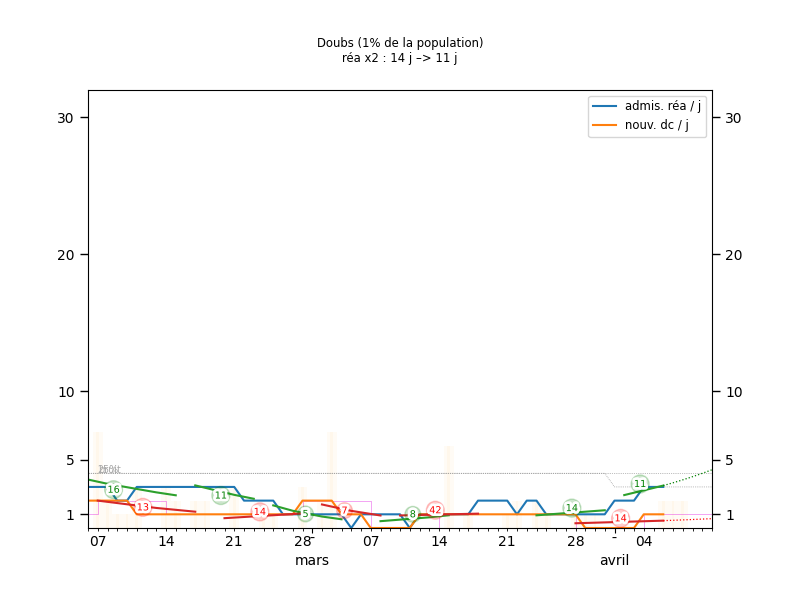 Doubs (1% de la population)
réa x2 : 14 j –> 11 j
admis. réa / j
nouv. dc / j
30 30
20 20
10 10
5 5
1 1
16 13 11 14 5 7 8 42 14 14 11
07 14 21 28 - 07 14 21 28 - 04
mars avril